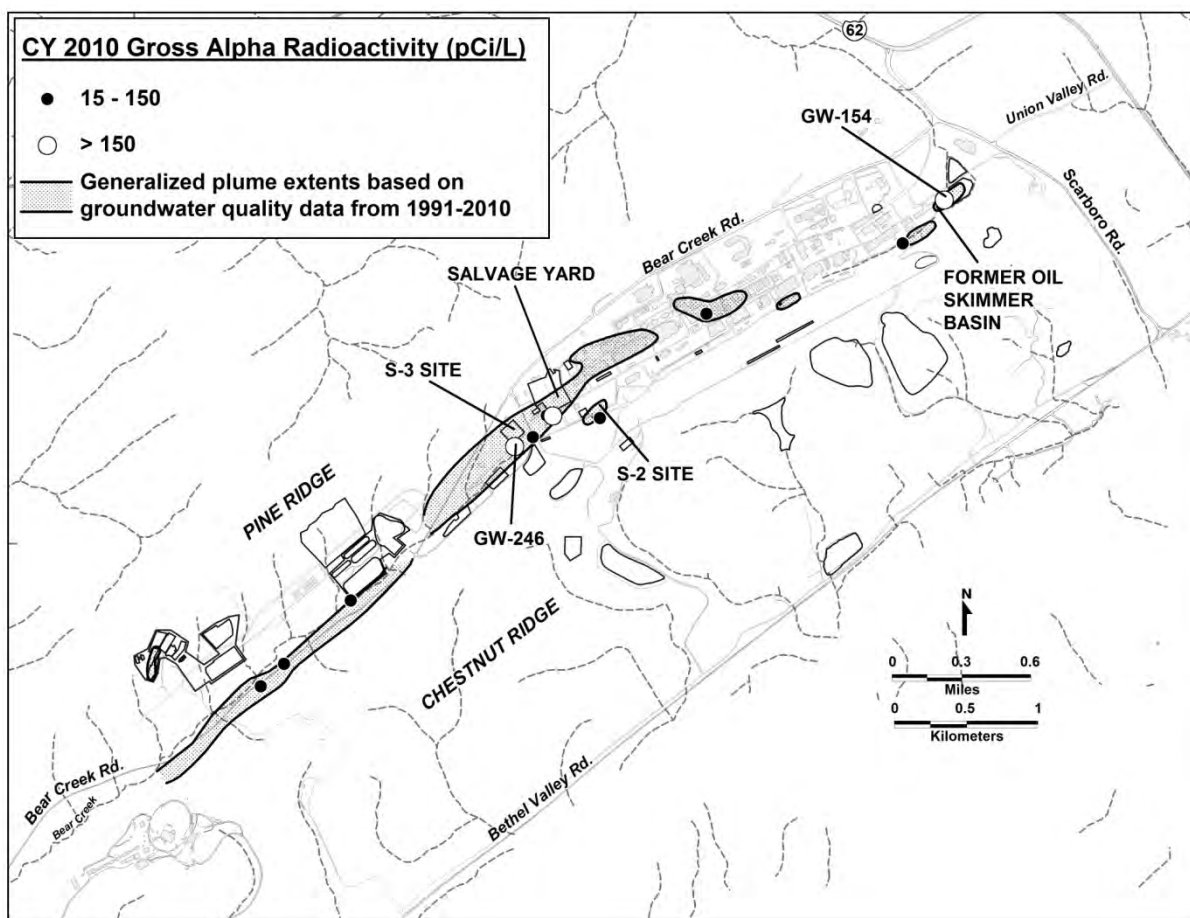 CY 2010 Gross Alpha Radioactivity (pCi/L)
15 - 150
> 150
Generalized plume extents based on
groundwater quality data from 1991-2010
62
Union Valley Rd.
GW-154
Scarboro Rd.
Bear Creek Rd.
SALVAGE YARD
FORMER OIL
SKIMMER
BASIN
S-3 SITE
S-2 SITE
PINE RIDGE
GW-246
CHESTNUT RIDGE
N
0 0.3 0.6
Miles
0 0.5 1
Kilometers
Bear Creek Rd.
Bear Creek
Bethel Valley Rd.